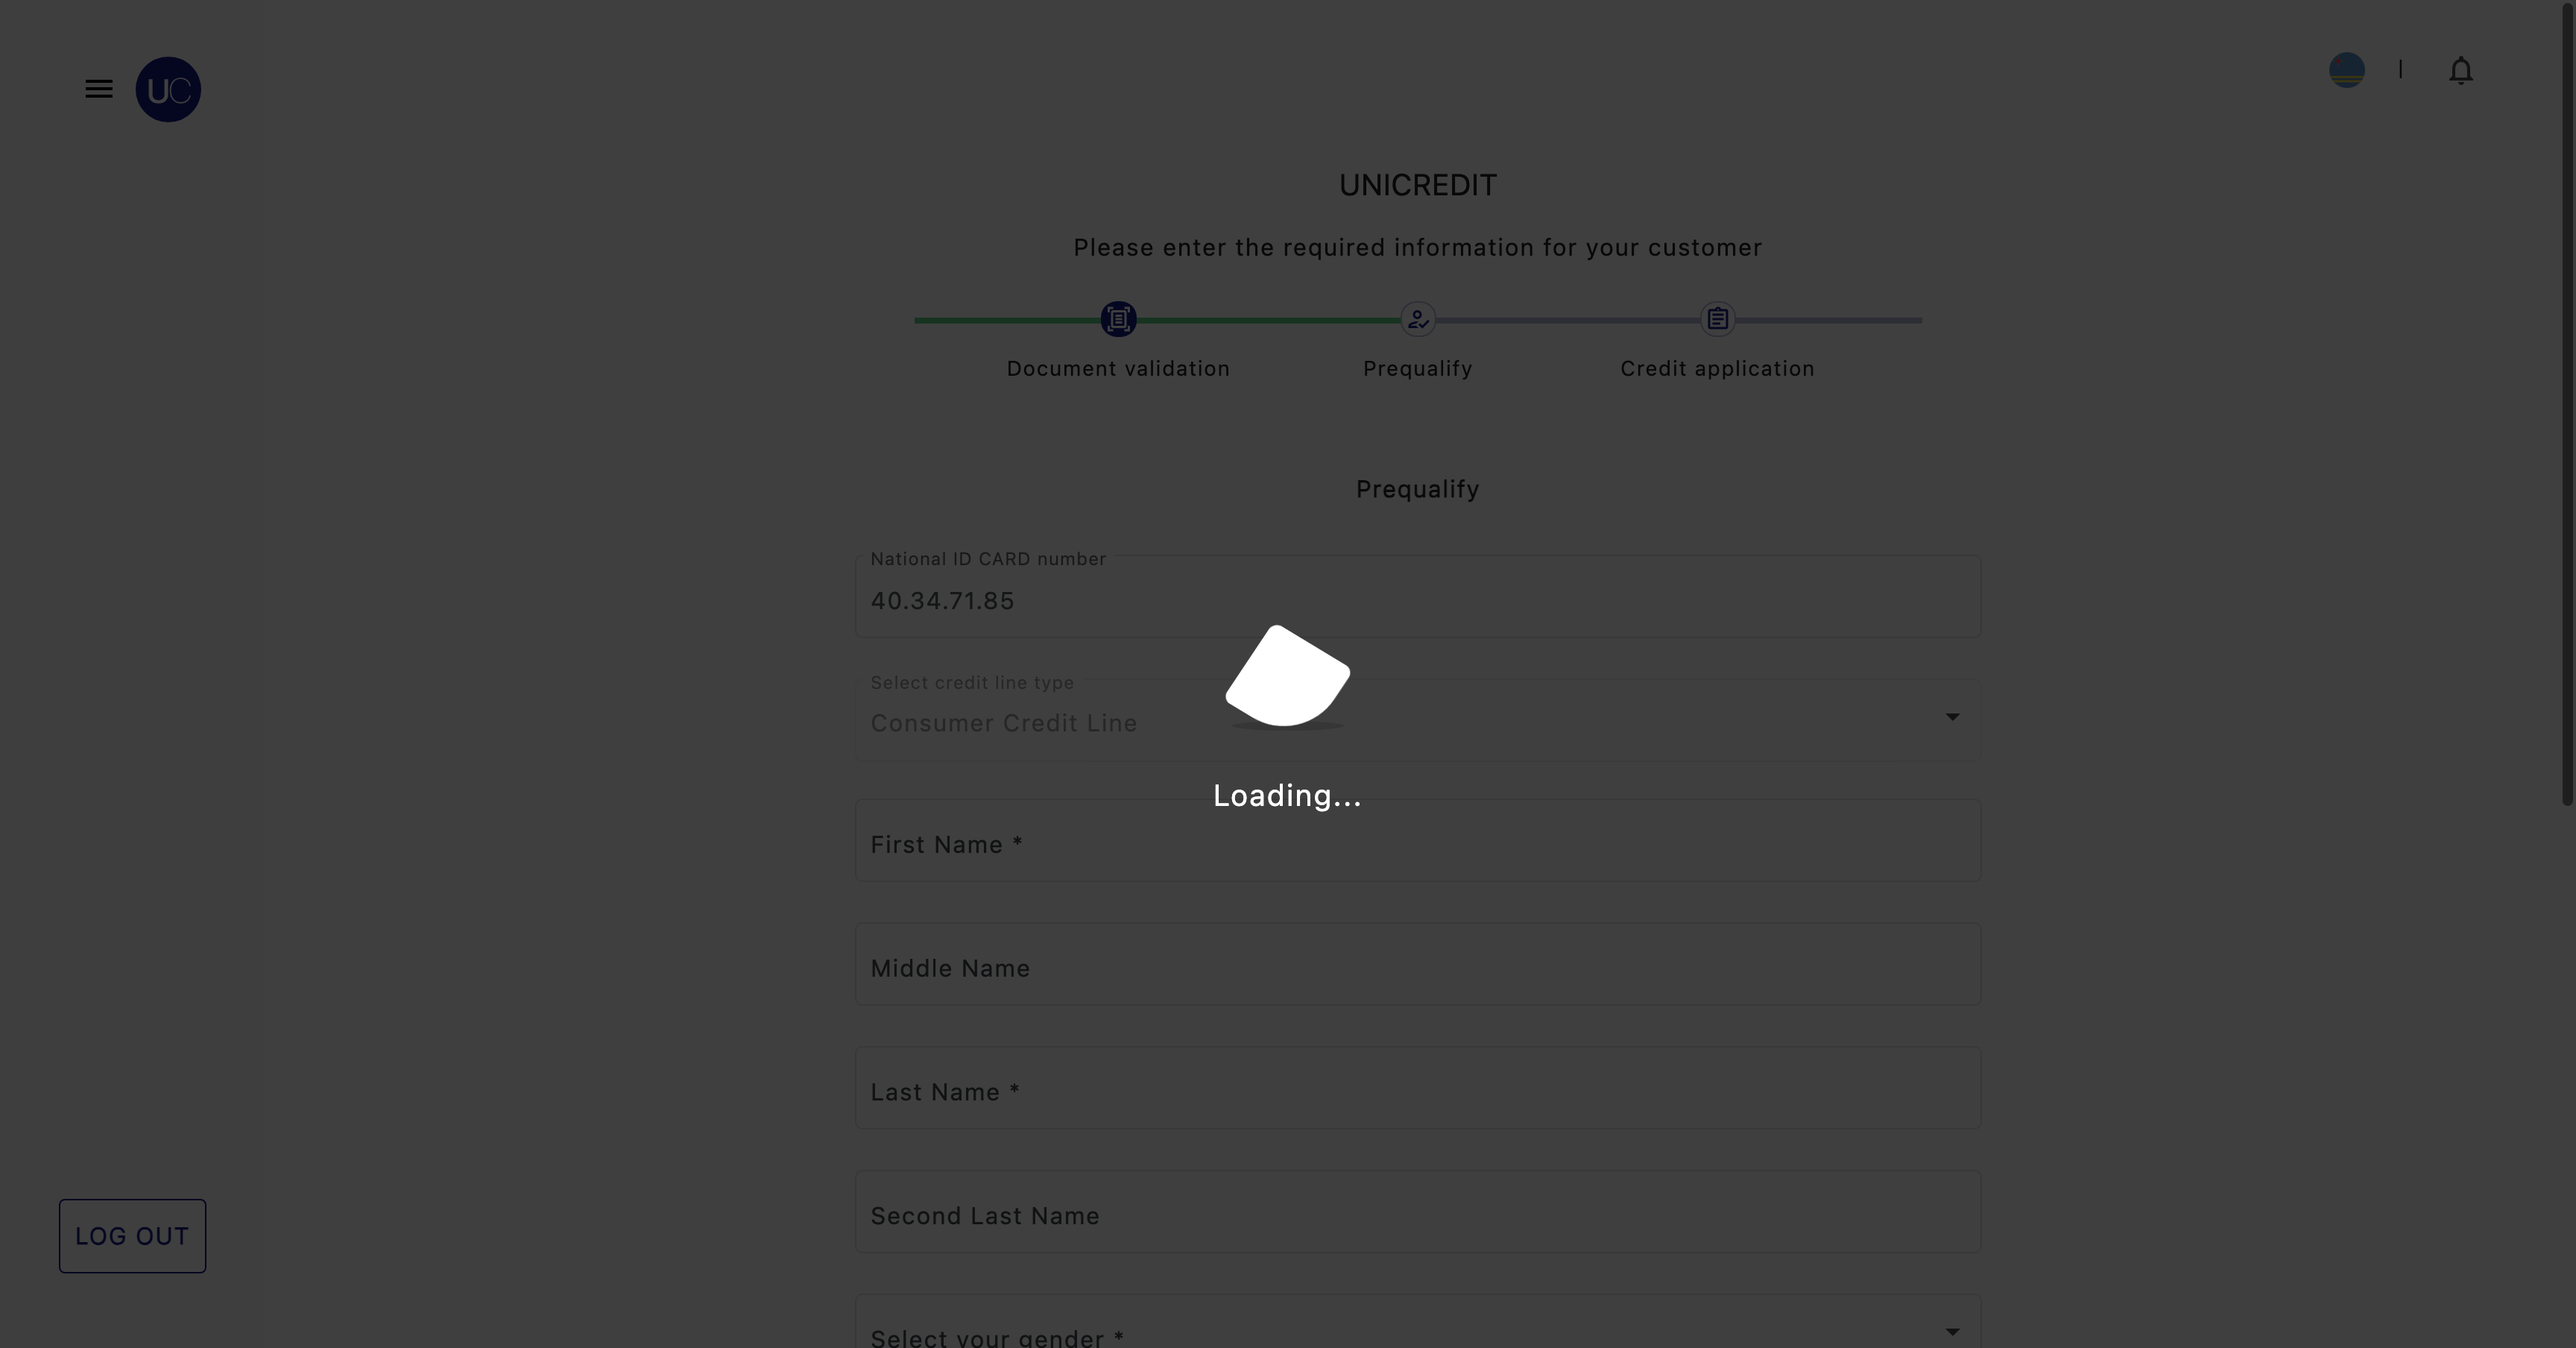 UC
UNICREDIT
Please enter the required information for your customer
Document validation
Prequalify
Credit application
Prequalify
National ID CARD number
40.34.71.85
Select credit line type
Consumer Credit Line
Loading...
First Name *
Middle Name
Last Name *
Second Last Name
LOG OUT
Select your gender *